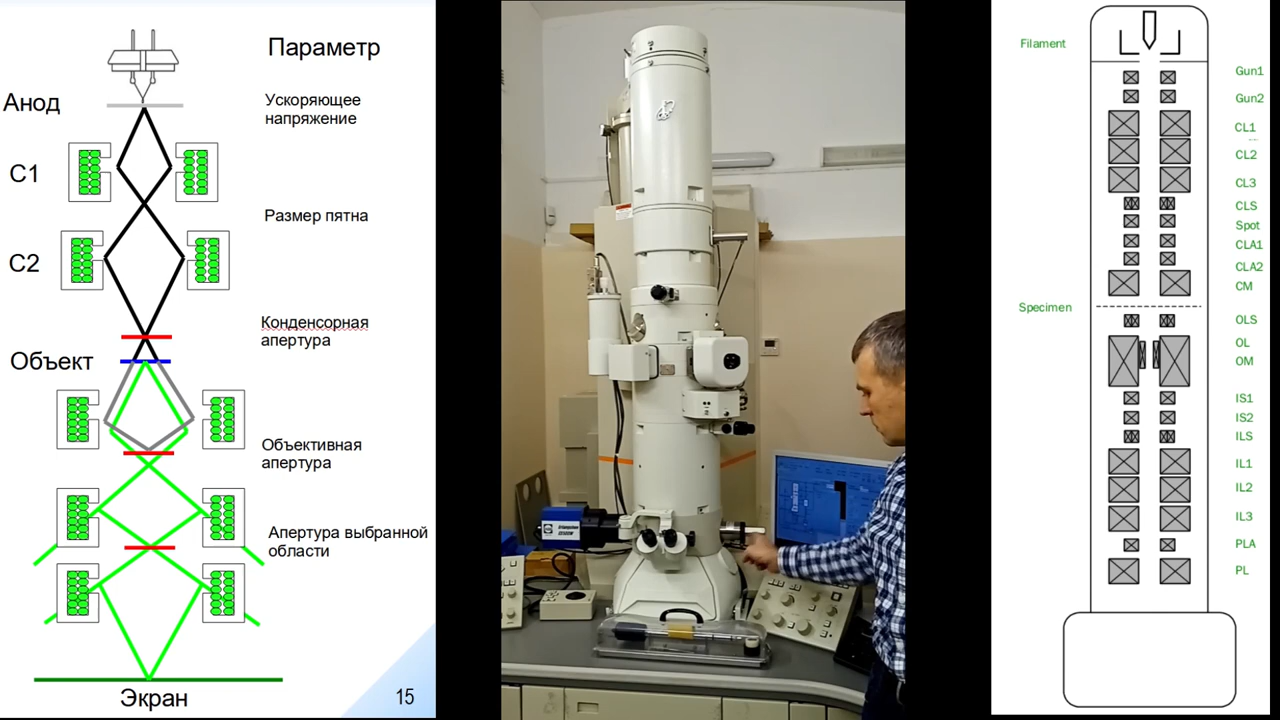 Параметр
Анод
Ускоряющее
напряжение
C1
Размер пятна
C2
Конденсорная
апертура
Объект
Объективная
апертура
Апертура выбранной
области
Экран
15
Filament
Gun1
Gun2
CL1
CL2
CL3
CLS
Spot
CLA1
CLA2
CM
Specimen
OLS
OL
OM
IS1
IS2
ILS
IL1
IL2
IL3
PLA
PL